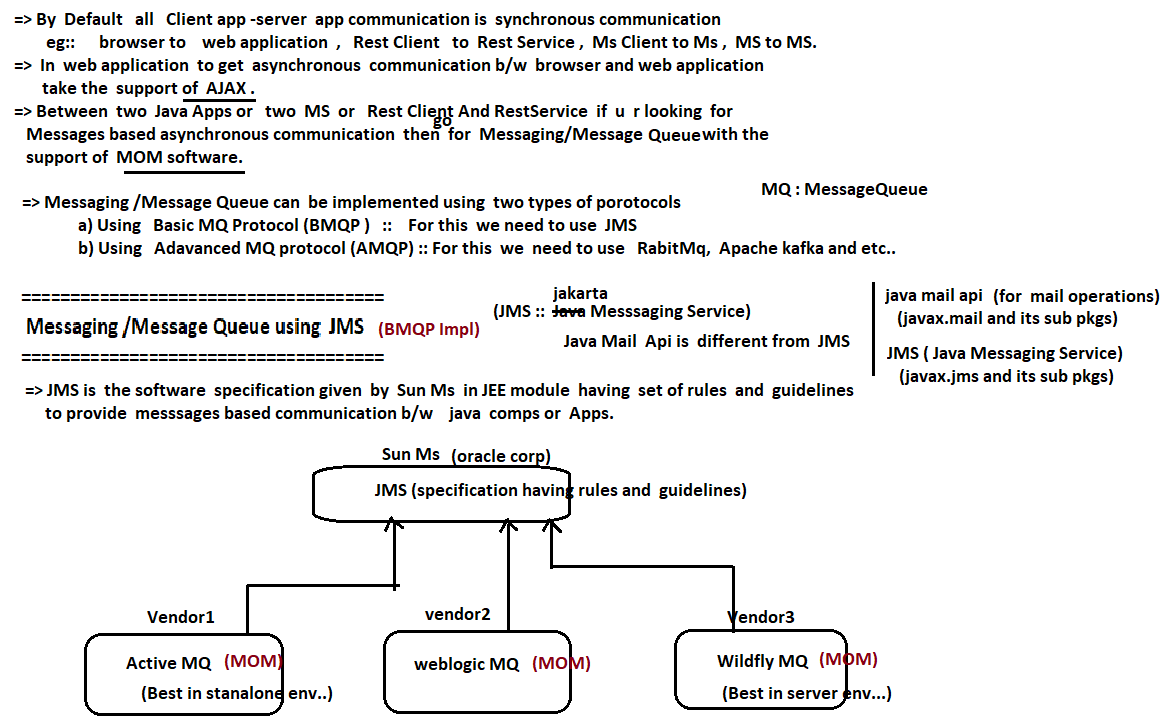 => By Default all Client app -server app communication is synchronous communication
eg:: browser to web application , Rest Client to Rest Service , Ms Client to Ms , MS to MS.
=> In web application to get asynchronous communication b/w browser and web application
take the support of AJAX .
=> Between two Java Apps or two MS or Rest Client And RestService if u r looking for
go
Messages based asynchronous communication then for Messaging/Message Queue with the
support of MOM software.
MQ : MessageQueue
=> Messaging /Message Queue can be implemented using two types of porotocols
a) Using Basic MQ Protocol (BMQP ) :: For this we need to use JMS
b) Using Adavanced MQ protocol (AMQP) :: For this we need to use RabitMq, Apache kafka and etc..
=====================================
Messaging /Message Queue using JMS (BMQP Impl)
=====================================
jakarta
(JMS :: Java Messsaging Service)
Java Mail Api is different from JMS
java mail api (for mail operations)
(javax.mail and its sub pkgs)
JMS ( Java Messaging Service)
(javax.jms and its sub pkgs)
=> JMS is the software specification given by Sun Ms in JEE module having set of rules and guidelines
to provide messsages based communication b/w java comps or Apps.
Sun Ms (oracle corp)
JMS (specification having rules and guidelines)
Vendor1
Active MQ (MOM)
(Best in stanalone env..)
vendor2
weblogic MQ (MOM)
Vendor3
Wildfly MQ (MOM)
(Best in server env...)